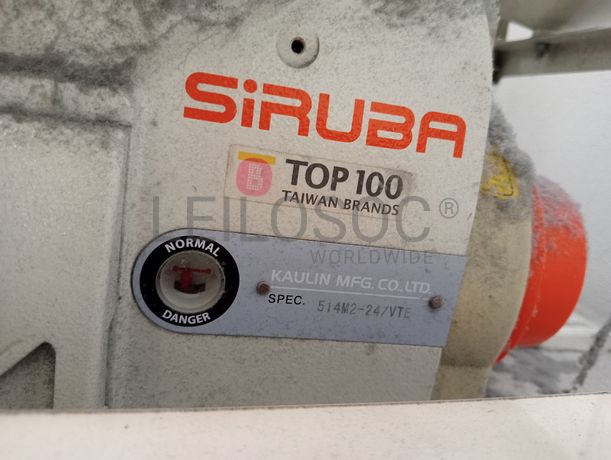 SiRUBA
B TOP 100
TAIWAN BRANDS
LEILOSOC®
WORLDWIDE
NORMAL
DANGER
KAULIN MFG. CO. LTD.
SPEC. 514M2-24/VTE